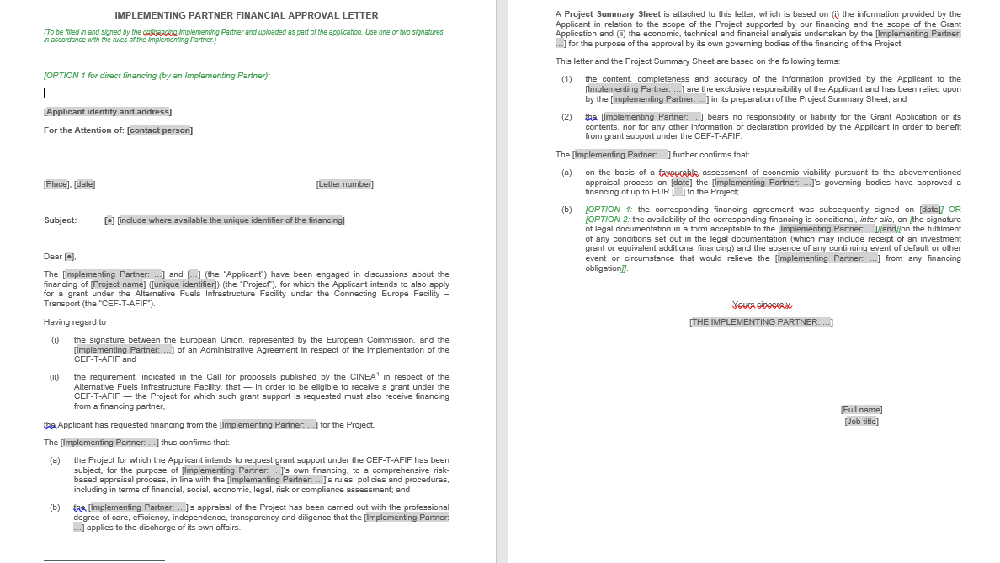 IMPLEMENTING PARTNER FINANCIAL APPROVAL LETTER
(To be filled in and signed by the cofinancing Implementing Partner and uploaded as part of the application. Use one or two signatures
in accordance with the rules of the Implementing Partner.)
[OPTION 1 for direct financing (by an Implementing Partner):
[Applicant identity and address]
For the Attention of: [contact person]
[Place], [date] [Letter number]
Subject: [●] [include where available the unique identifier of the financing]
Dear [●],
The [Implementing Partner: …] and […] (the “Applicant”) have been engaged in discussions about the
financing of [Project name] ([unique identifier]) (the “Project”), for which the Applicant intends to also apply
for a grant under the Alternative Fuels Infrastructure Facility under the Connecting Europe Facility –
Transport (the “CEF-T-AFIF”).
Having regard to
(i) the signature between the European Union, represented by the European Commission, and the
[Implementing Partner: …] of an Administrative Agreement in respect of the implementation of the
CEF-T-AFIF and
(ii) the requirement, indicated in the Call for proposals published by the CINEA1 in respect of the
Alternative Fuels Infrastructure Facility, that — in order to be eligible to receive a grant under the
CEF-T-AFIF — the Project for which such grant support is requested must also receive financing
from a financing partner,
the Applicant has requested financing from the [Implementing Partner: …] for the Project.
The [Implementing Partner: …] thus confirms that:
(a) the Project for which the Applicant intends to request grant support under the CEF-T-AFIF has been
subject, for the purpose of [Implementing Partner: …]’s own financing, to a comprehensive risk-
based appraisal process, in line with the [Implementing Partner: …]’s rules, policies and procedures,
including in terms of financial, social, economic, legal, risk or compliance assessment; and
(b) the [Implementing Partner: …]’s appraisal of the Project has been carried out with the professional
degree of care, efficiency, independence, transparency and diligence that the [Implementing Partner:
…] applies to the discharge of its own affairs.
A Project Summary Sheet is attached to this letter, which is based on (i) the information provided by the
Applicant in relation to the scope of the Project supported by our financing and the scope of the Grant
Application and (ii) the economic, technical and financial analysis undertaken by the [Implementing Partner:
…] for the purpose of the approval by its own governing bodies of the financing of the Project.
This letter and the Project Summary Sheet are based on the following terms:
(1) the content, completeness and accuracy of the information provided by the Applicant to the
[Implementing Partner: …] are the exclusive responsibility of the Applicant and has been relied upon
by the [Implementing Partner: …] in its preparation of the Project Summary Sheet; and
(2) the [Implementing Partner: …] bears no responsibility or liability for the Grant Application or its
contents, nor for any other information or declaration provided by the Applicant in order to benefit
from grant support under the CEF-T-AFIF.
The [Implementing Partner: …] further confirms that:
(a) on the basis of a favourable assessment of economic viability pursuant to the abovementioned
appraisal process on [date] the [Implementing Partner: …]’s governing bodies have approved a
financing of up to EUR […] to the Project;
(b) [OPTION 1: the corresponding financing agreement was subsequently signed on [date]] OR
[OPTION 2: the availability of the corresponding financing is conditional, inter alia, on [the signature
of legal documentation in a form acceptable to the [Implementing Partner: …]][and][on the fulfilment
of any conditions set out in the legal documentation (which may include receipt of an investment
grant or equivalent additional financing) and the absence of any continuing event of default or other
event or circumstance that would relieve the [Implementing Partner: …] from any financing
obligation]].
Yours sincerely,
[THE IMPLEMENTING PARTNER: …]
[Full name]
[Job title]